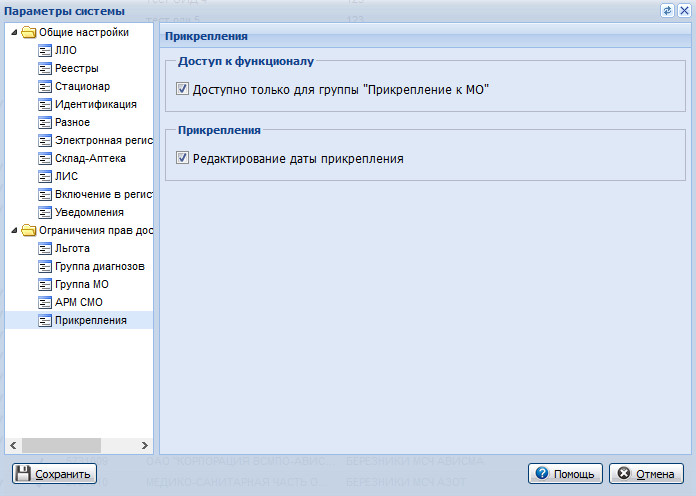 Параметры системы
Общие настройки
ЛЛО
Реестры
Стационар
Идентификация
Разное
Электронная регис
Склад-Аптека
ЛИС
Включение в регист
Уведомления
Ограничения прав дос
Льгота
Группа диагнозов
Группа МО
АРМ СМО
Прикрепления
Прикрепления
Доступ к функционалу
Доступно только для группы "Прикрепление к МО"
Прикрепления
Редактирование даты прикрепления
Сохранить
Помощь
Отмена